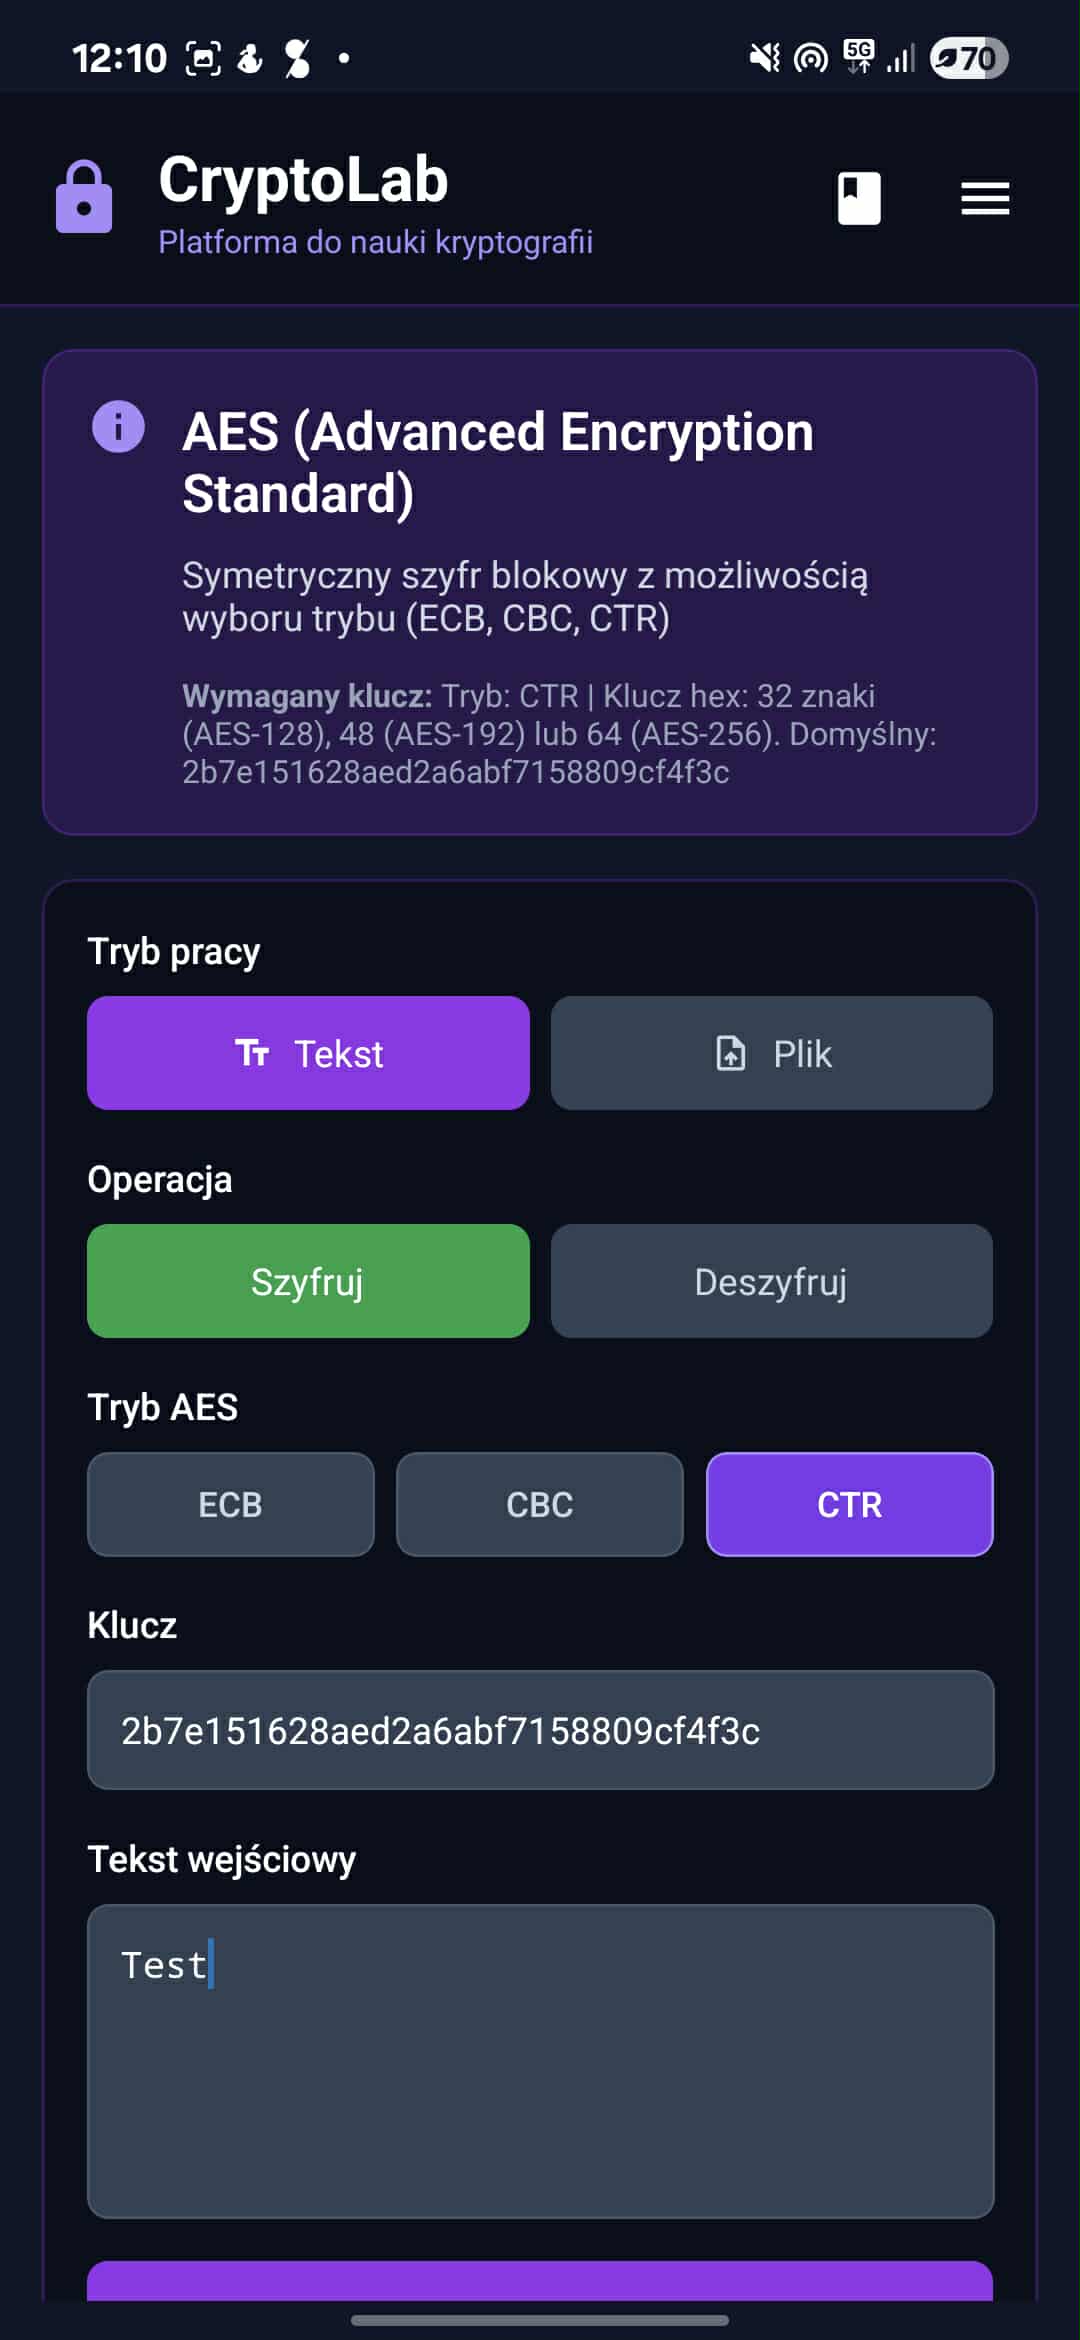 12:10
5G
70
CryptoLab
Platforma do nauki kryptografii
AES (Advanced Encryption
Standard)
Symetryczny szyfr blokowy z możliwością
wyboru trybu (ECB, CBC, CTR)
Wymagany klucz: Tryb: CTR | Klucz hex: 32 znaki
(AES-128), 48 (AES-192) lub 64 (AES-256). Domyślny:
2b7e151628aed2a6abf7158809cf4f3c
Tryb pracy
Tekst
Plik
Operacja
Szyfruj
Deszyfruj
Tryb AES
ECB
CBC
CTR
Klucz
2b7e151628aed2a6abf7158809cf4f3c
Tekst wejściowy
Test